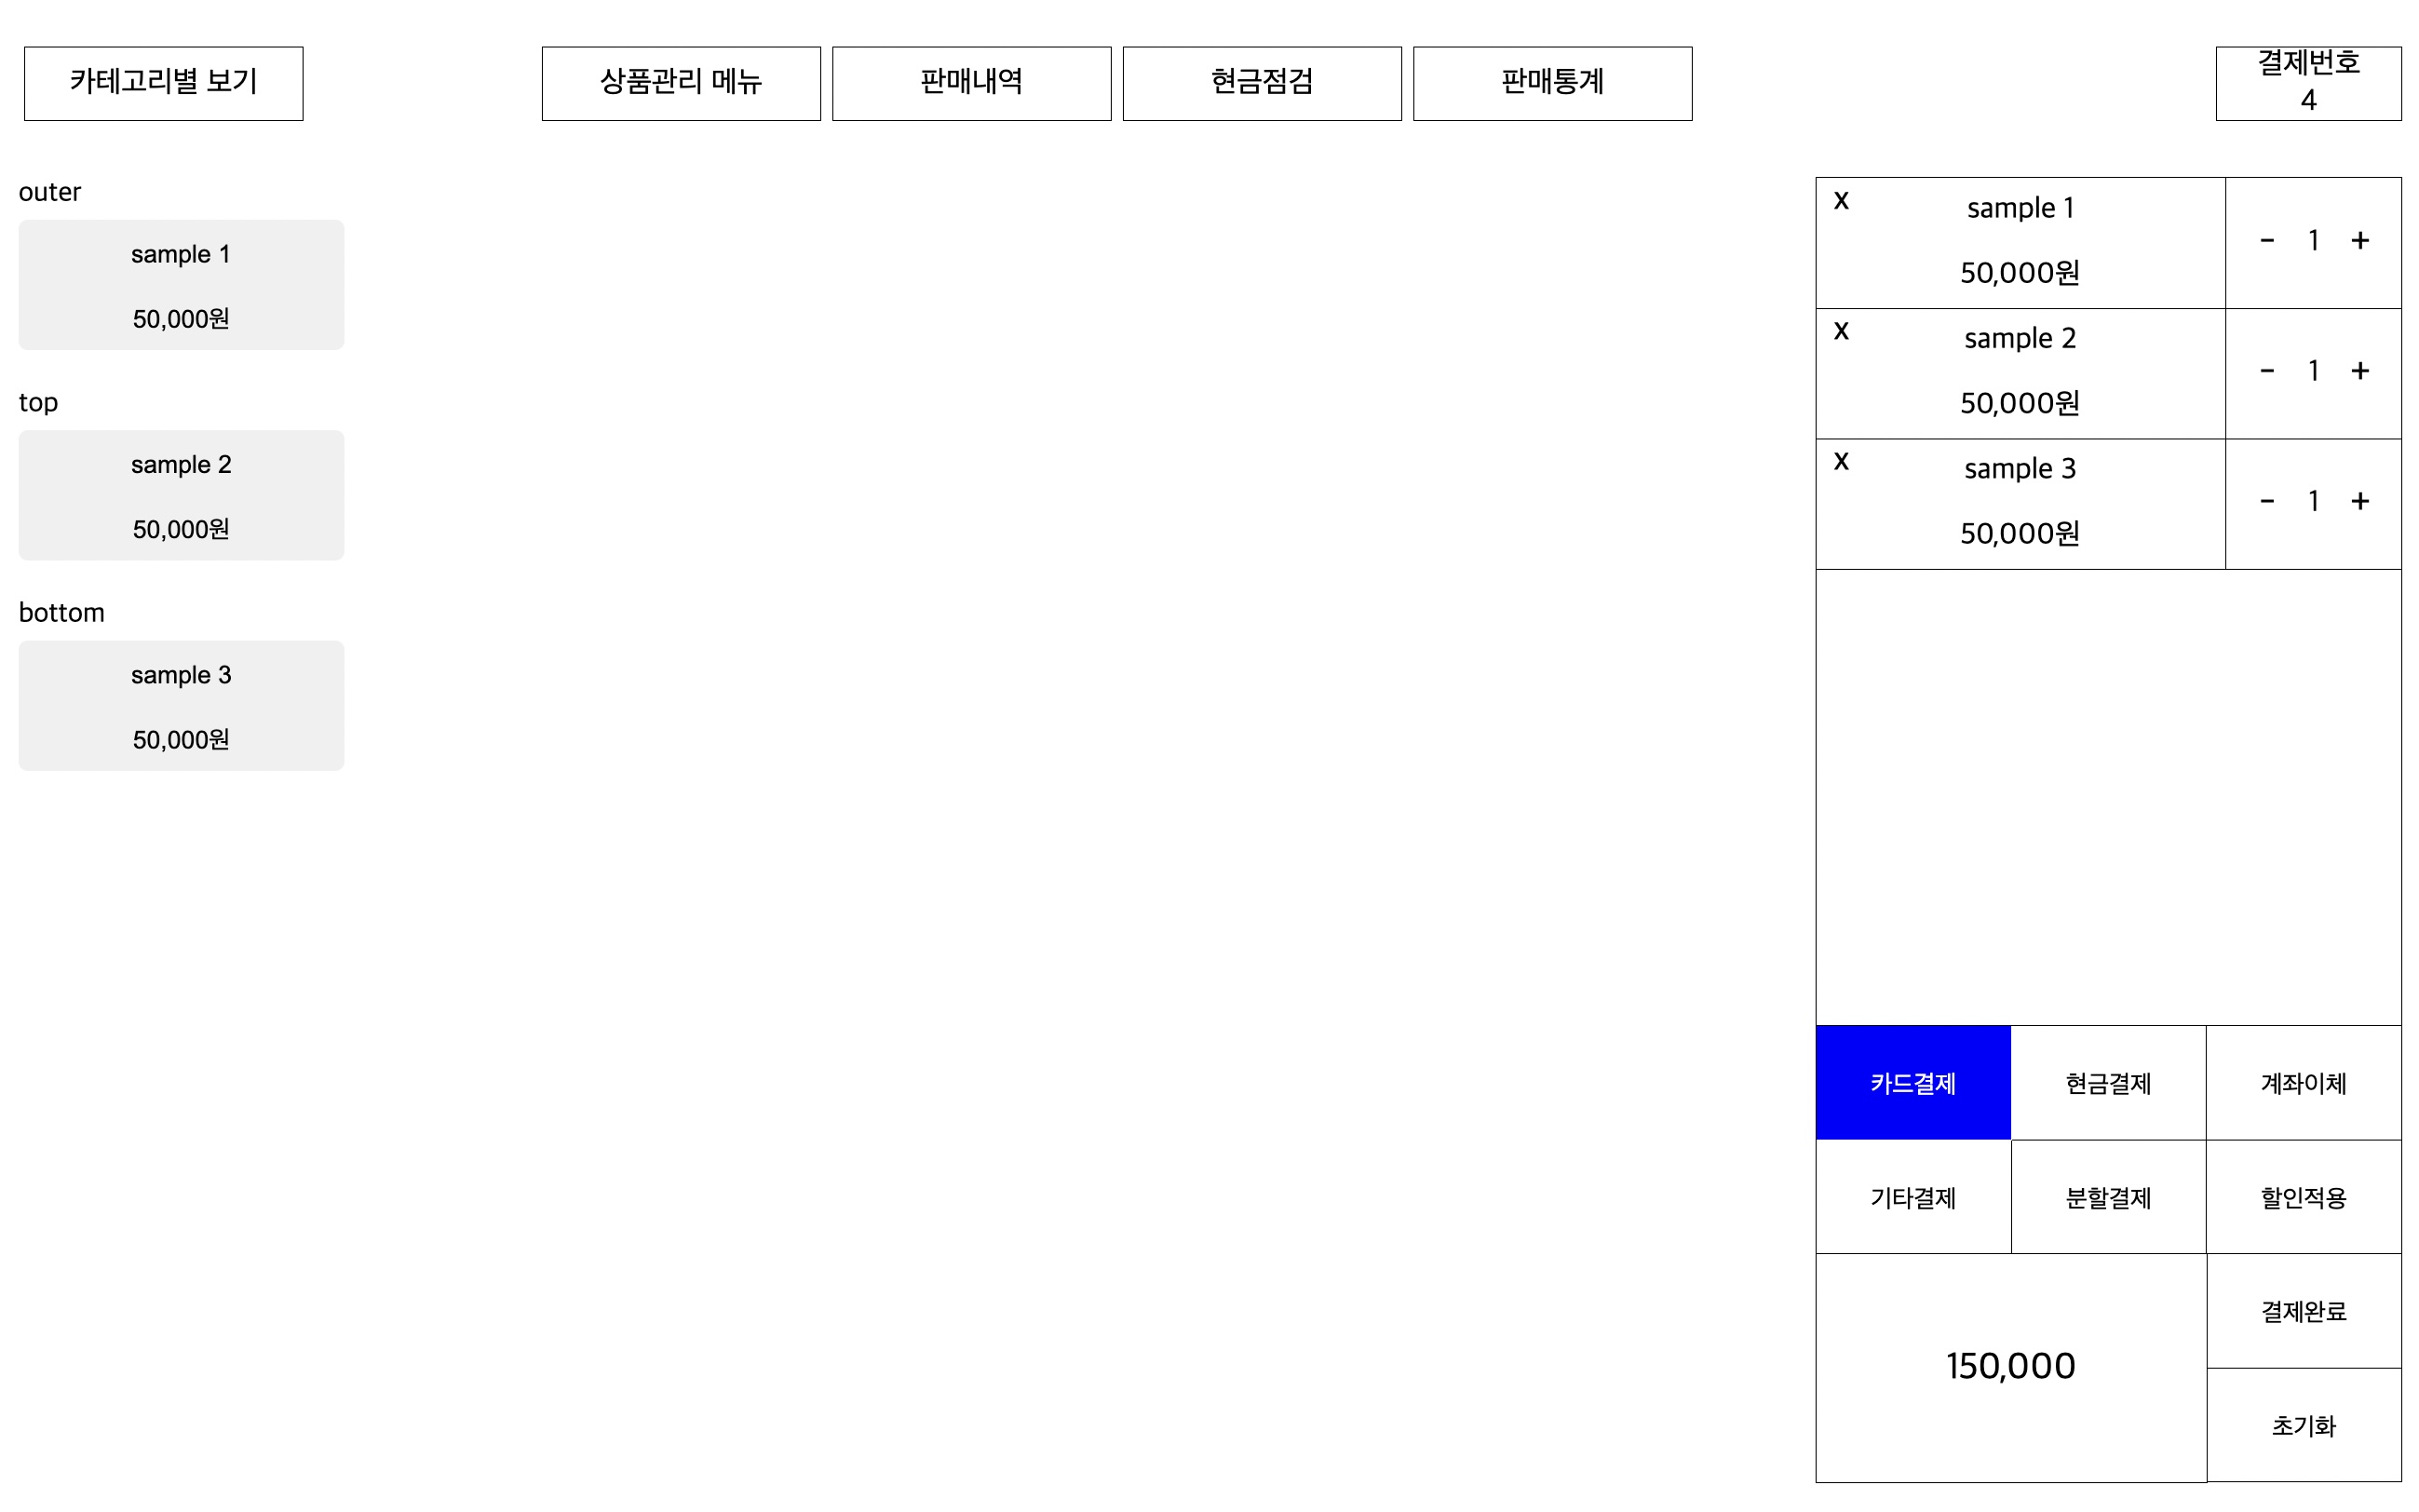 카테고리별 보기
상품관리 메뉴
판매내역
현금점검
판매통계
결제번호
4
outer
sample 1
50,000원
top
sample 2
50,000원
bottom
sample 3
50,000원
X
sample 1
50,000원
- 1 +
X
sample 2
50,000원
- 1 +
X
sample 3
50,000원
- 1 +
카드결제
현금결제
계좌이체
기타결제
분할결제
할인적용
150,000
결제완료
초기화